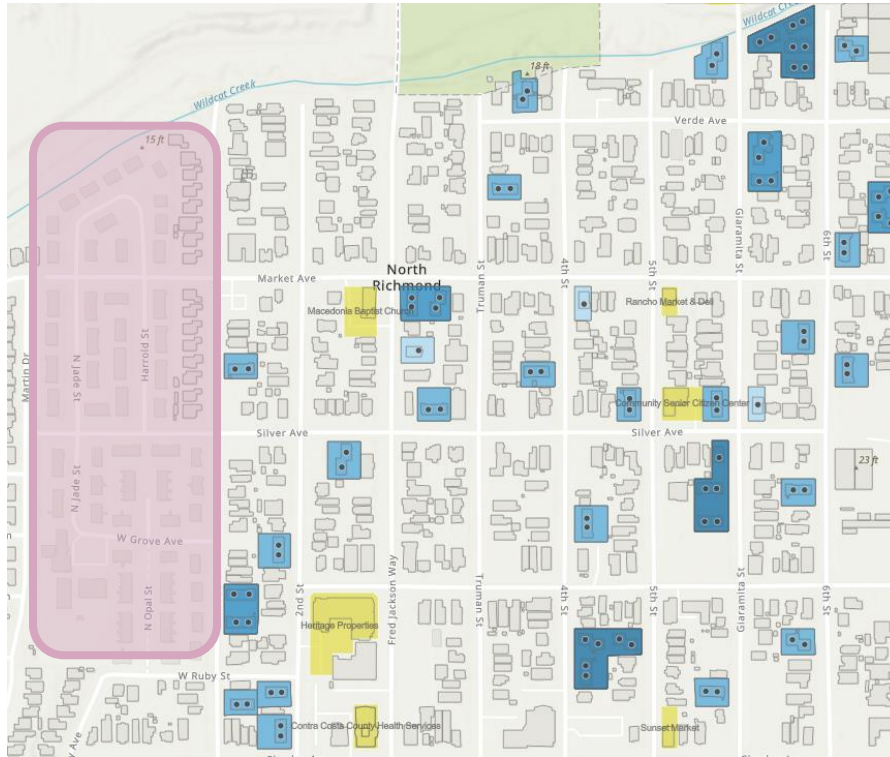 18 ft
Wildcat Creek
Wildcat Creek
Verde Ave
15 ft
Giaramita St
6th St
5th St
4th St
Truman St
North
Richmond
Market Ave
Macedonia Baptist Church
Rancho Market & Deli
Martin Dr
N Jade St
Harrold St
Community Senior Citizen Center
Silver Ave
Silver Ave
23 ft
N Jade St
W Grove Ave
N Opal St
2nd St
Fred Jackson Way
Truman St
4th St
5th St
Giaramita St
6th St
Heritage Properties
W Ruby St
Contra Costa County Health Services
Sunset Market